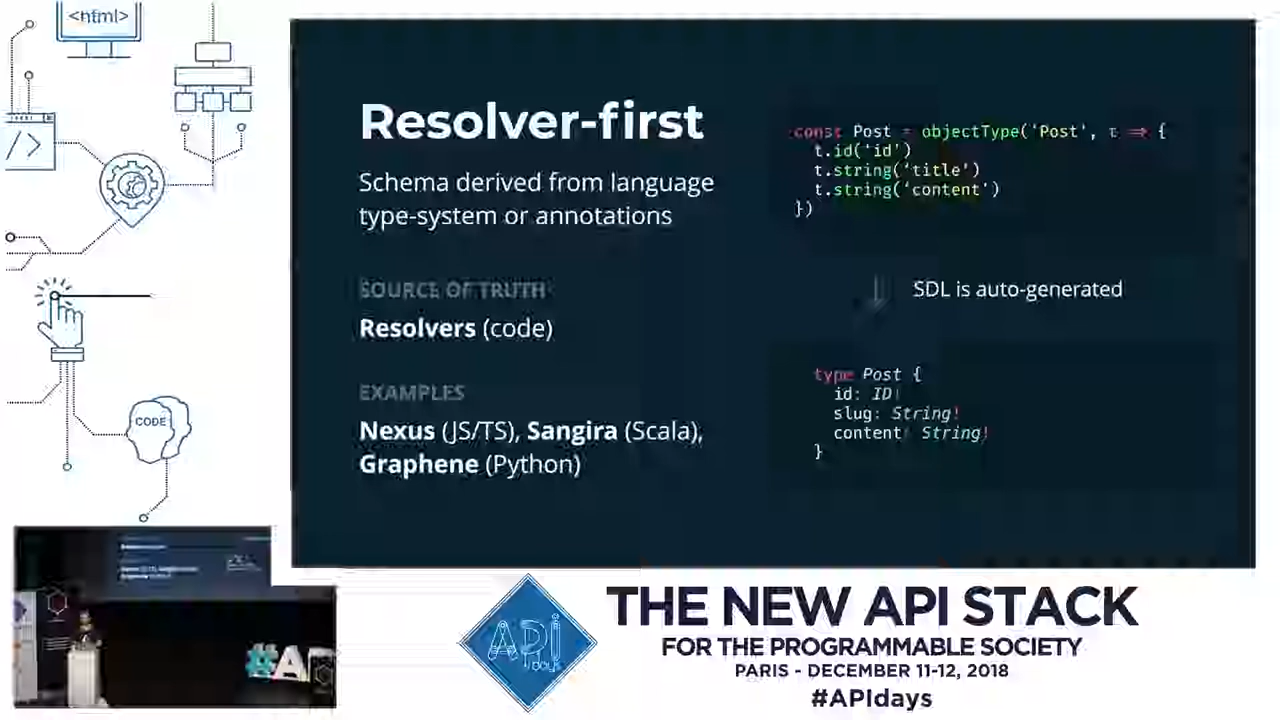 <html>
</>
CODE
Resolver-first
Schema derived from language
type-system or annotations
SOURCE OF TRUTH
Resolvers (code)
EXAMPLES
Nexus (JS/TS), Sangira (Scala),
Graphene (Python)
const Post = objectType('Post', t => {
t.id('id')
t.string('title')
t.string('content')
})
SDL is auto-generated
type Post {
id: ID!
slug: String!
content: String!
}
#AP
API
days
THE NEW API STACK
FOR THE PROGRAMMABLE SOCIETY
PARIS - DECEMBER 11-12, 2018
#APIdays